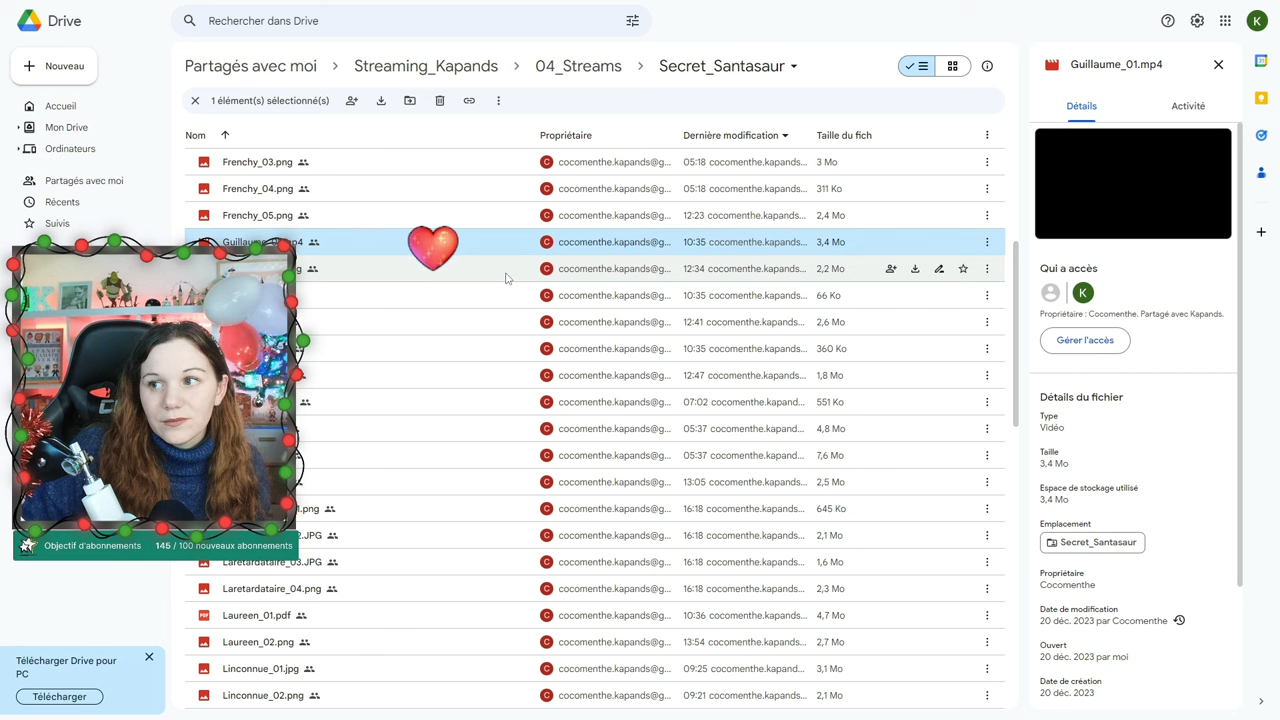 Drive
Rechercher dans Drive
K
Nouveau
Accueil
Mon Drive
Ordinateurs
Partagés avec moi
Récents
Suivis
Partagés avec moi
Streaming_Kapands
04_Streams
Secret_Santasaur
1 élément(s) sélectionné(s)
Nom
Propriétaire
Dernière modification
Taille du fich
Frenchy_03.png C cocomenthe.kapands@g... 05:18 cocomenthe.kapands... 3 Mo
Frenchy_04.png C cocomenthe.kapands@g... 05:18 cocomenthe.kapands... 311 Ko
Frenchy_05.png C cocomenthe.kapands@g... 12:23 cocomenthe.kapands... 2,4 Mo
C cocomenthe.kapands@g... 10:35 cocomenthe.kapands... 3,4 Mo
C cocomenthe.kapands@g... 12:34 cocomenthe.kapands... 2,2 Mo
C cocomenthe.kapands@g... 10:35 cocomenthe.kapands... 66 Ko
C cocomenthe.kapands@g... 12:41 cocomenthe.kapands... 2,6 Mo
C cocomenthe.kapands@g... 10:35 cocomenthe.kapands... 360 Ko
C cocomenthe.kapands@g... 12:47 cocomenthe.kapands... 1,8 Mo
C cocomenthe.kapands@g... 07:02 cocomenthe.kapand... 551 Ko
C cocomenthe.kapands@g... 05:37 cocomenthe.kapand... 4,8 Mo
C cocomenthe.kapands@g... 05:37 cocomenthe.kapand... 7,6 Mo
C cocomenthe.kapands@g... 13:05 cocomenthe.kapands... 2,5 Mo
1.png C cocomenthe.kapands@g... 16:18 cocomenthe.kapands... 645 Ko
2.JPG C cocomenthe.kapands@g... 16:18 cocomenthe.kapands... 2,1 Mo
Laretardataire_03.JPG C cocomenthe.kapands@g... 16:18 cocomenthe.kapands... 1,6 Mo
Laretardataire_04.png C cocomenthe.kapands@g... 16:18 cocomenthe.kapands... 2,3 Mo
PDF Laureen_01.pdf C cocomenthe.kapands@g... 10:36 cocomenthe.kapands... 4,7 Mo
Laureen_02.png C cocomenthe.kapands@g... 13:54 cocomenthe.kapands... 2,7 Mo
Linconnue_01.jpg C cocomenthe.kapands@g... 09:25 cocomenthe.kapand... 3,1 Mo
Linconnue_02.png C cocomenthe.kapands@g... 09:21 cocomenthe.kapand... 2,1 Mo
Objectif d'abonnements 145 / 100 nouveaux abonnements
Télécharger Drive pour
PC
Télécharger
Guillaume_01.mp4
Détails
Activité
Qui a accès
K
Propriétaire : Cocomenthe. Partagé avec Kapands.
Gérer l'accès
Détails du fichier
Type
Vidéo
Taille
3,4 Mo
Espace de stockage utilisé
3,4 Mo
Emplacement
Secret_Santasaur
Propriétaire
Cocomenthe
Date de modification
20 déc. 2023 par Cocomenthe
Ouvert
20 déc. 2023 par moi
Date de création
20 déc. 2023